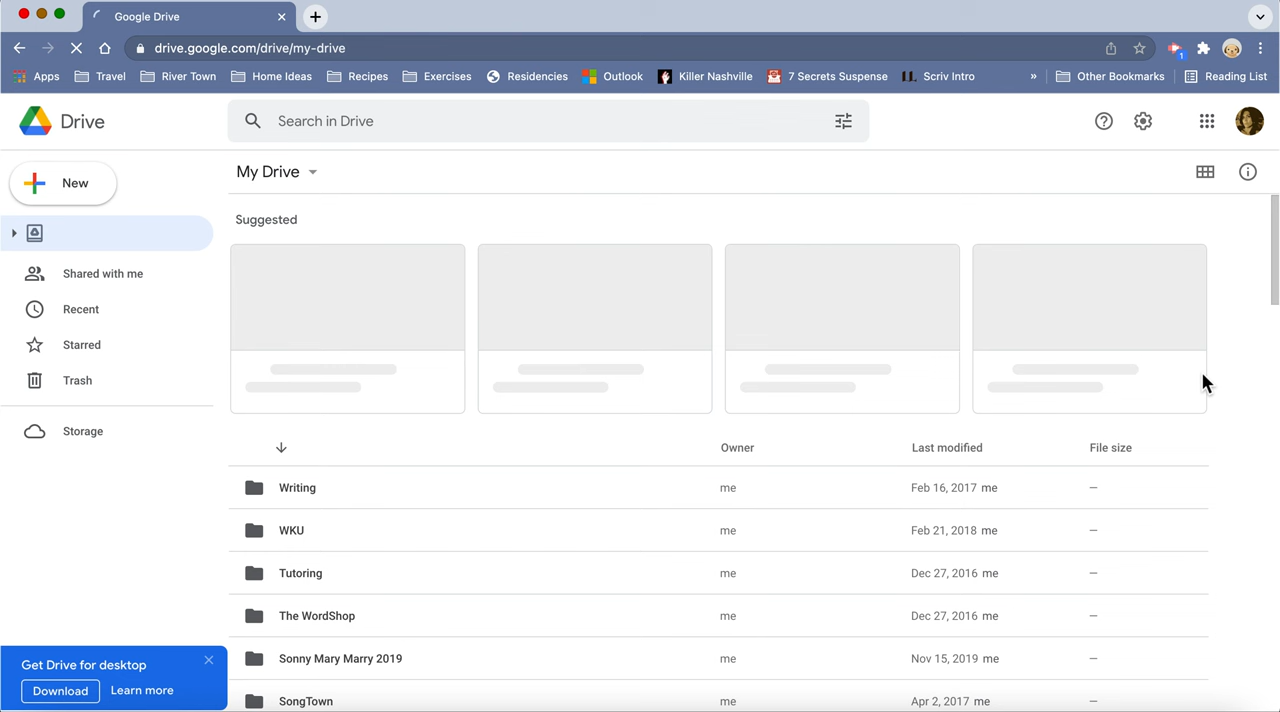 Google Drive
drive.google.com/drive/my-drive
1
Apps Travel River Town Home Ideas Recipes Exercises Residencies Outlook Killer Nashville 7 Secrets Suspense Scriv Intro » Other Bookmarks Reading List
Drive
Search in Drive
New
My Drive
Suggested
Shared with me
Recent
Starred
Trash
Storage
Owner Last modified File size
Writing me Feb 16, 2017 me –
WKU me Feb 21, 2018 me –
Tutoring me Dec 27, 2016 me –
The WordShop me Dec 27, 2016 me –
Sonny Mary Marry 2019 me Nov 15, 2019 me –
SongTown me Apr 2, 2017 me –
Get Drive for desktop
Download Learn more